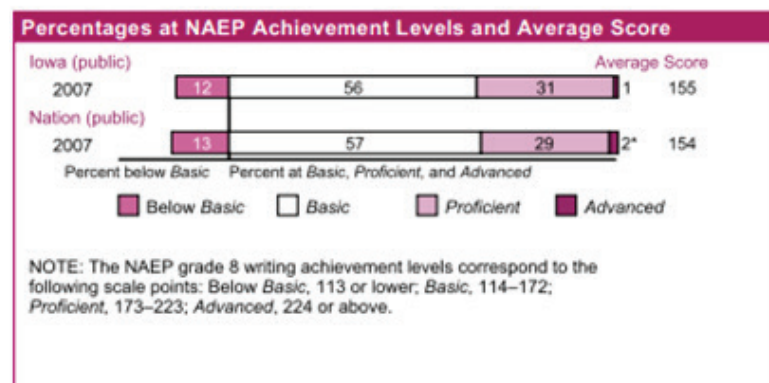 Percentages at NAEP Achievement Levels and Average Score
Iowa (public) Average Score
2007 12 56 31 1 155
Nation (public)
2007 13 57 29 2* 154
Percent below Basic Percent at Basic, Proficient, and Advanced
Below Basic Basic Proficient Advanced
NOTE: The NAEP grade 8 writing achievement levels correspond to the
following scale points: Below Basic, 113 or lower; Basic, 114–172;
Proficient, 173–223; Advanced, 224 or above.